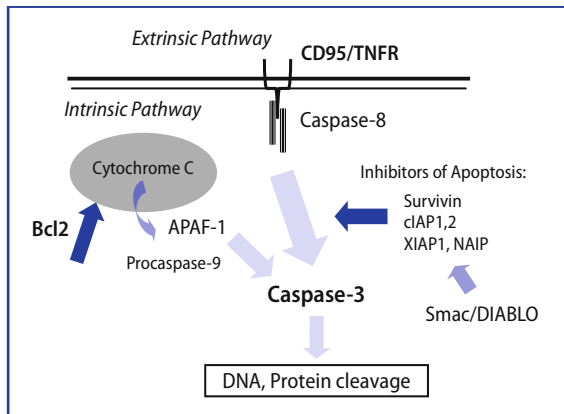 Extrinsic Pathway
CD95/TNFR
Intrinsic Pathway
Caspase-8
Cytochrome C
Inhibitors of Apoptosis:
Survivin
cIAP1,2
XIAP1, NAIP
Bcl2
APAF-1
Procaspase-9
Caspase-3
Smac/DIABLO
DNA, Protein cleavage